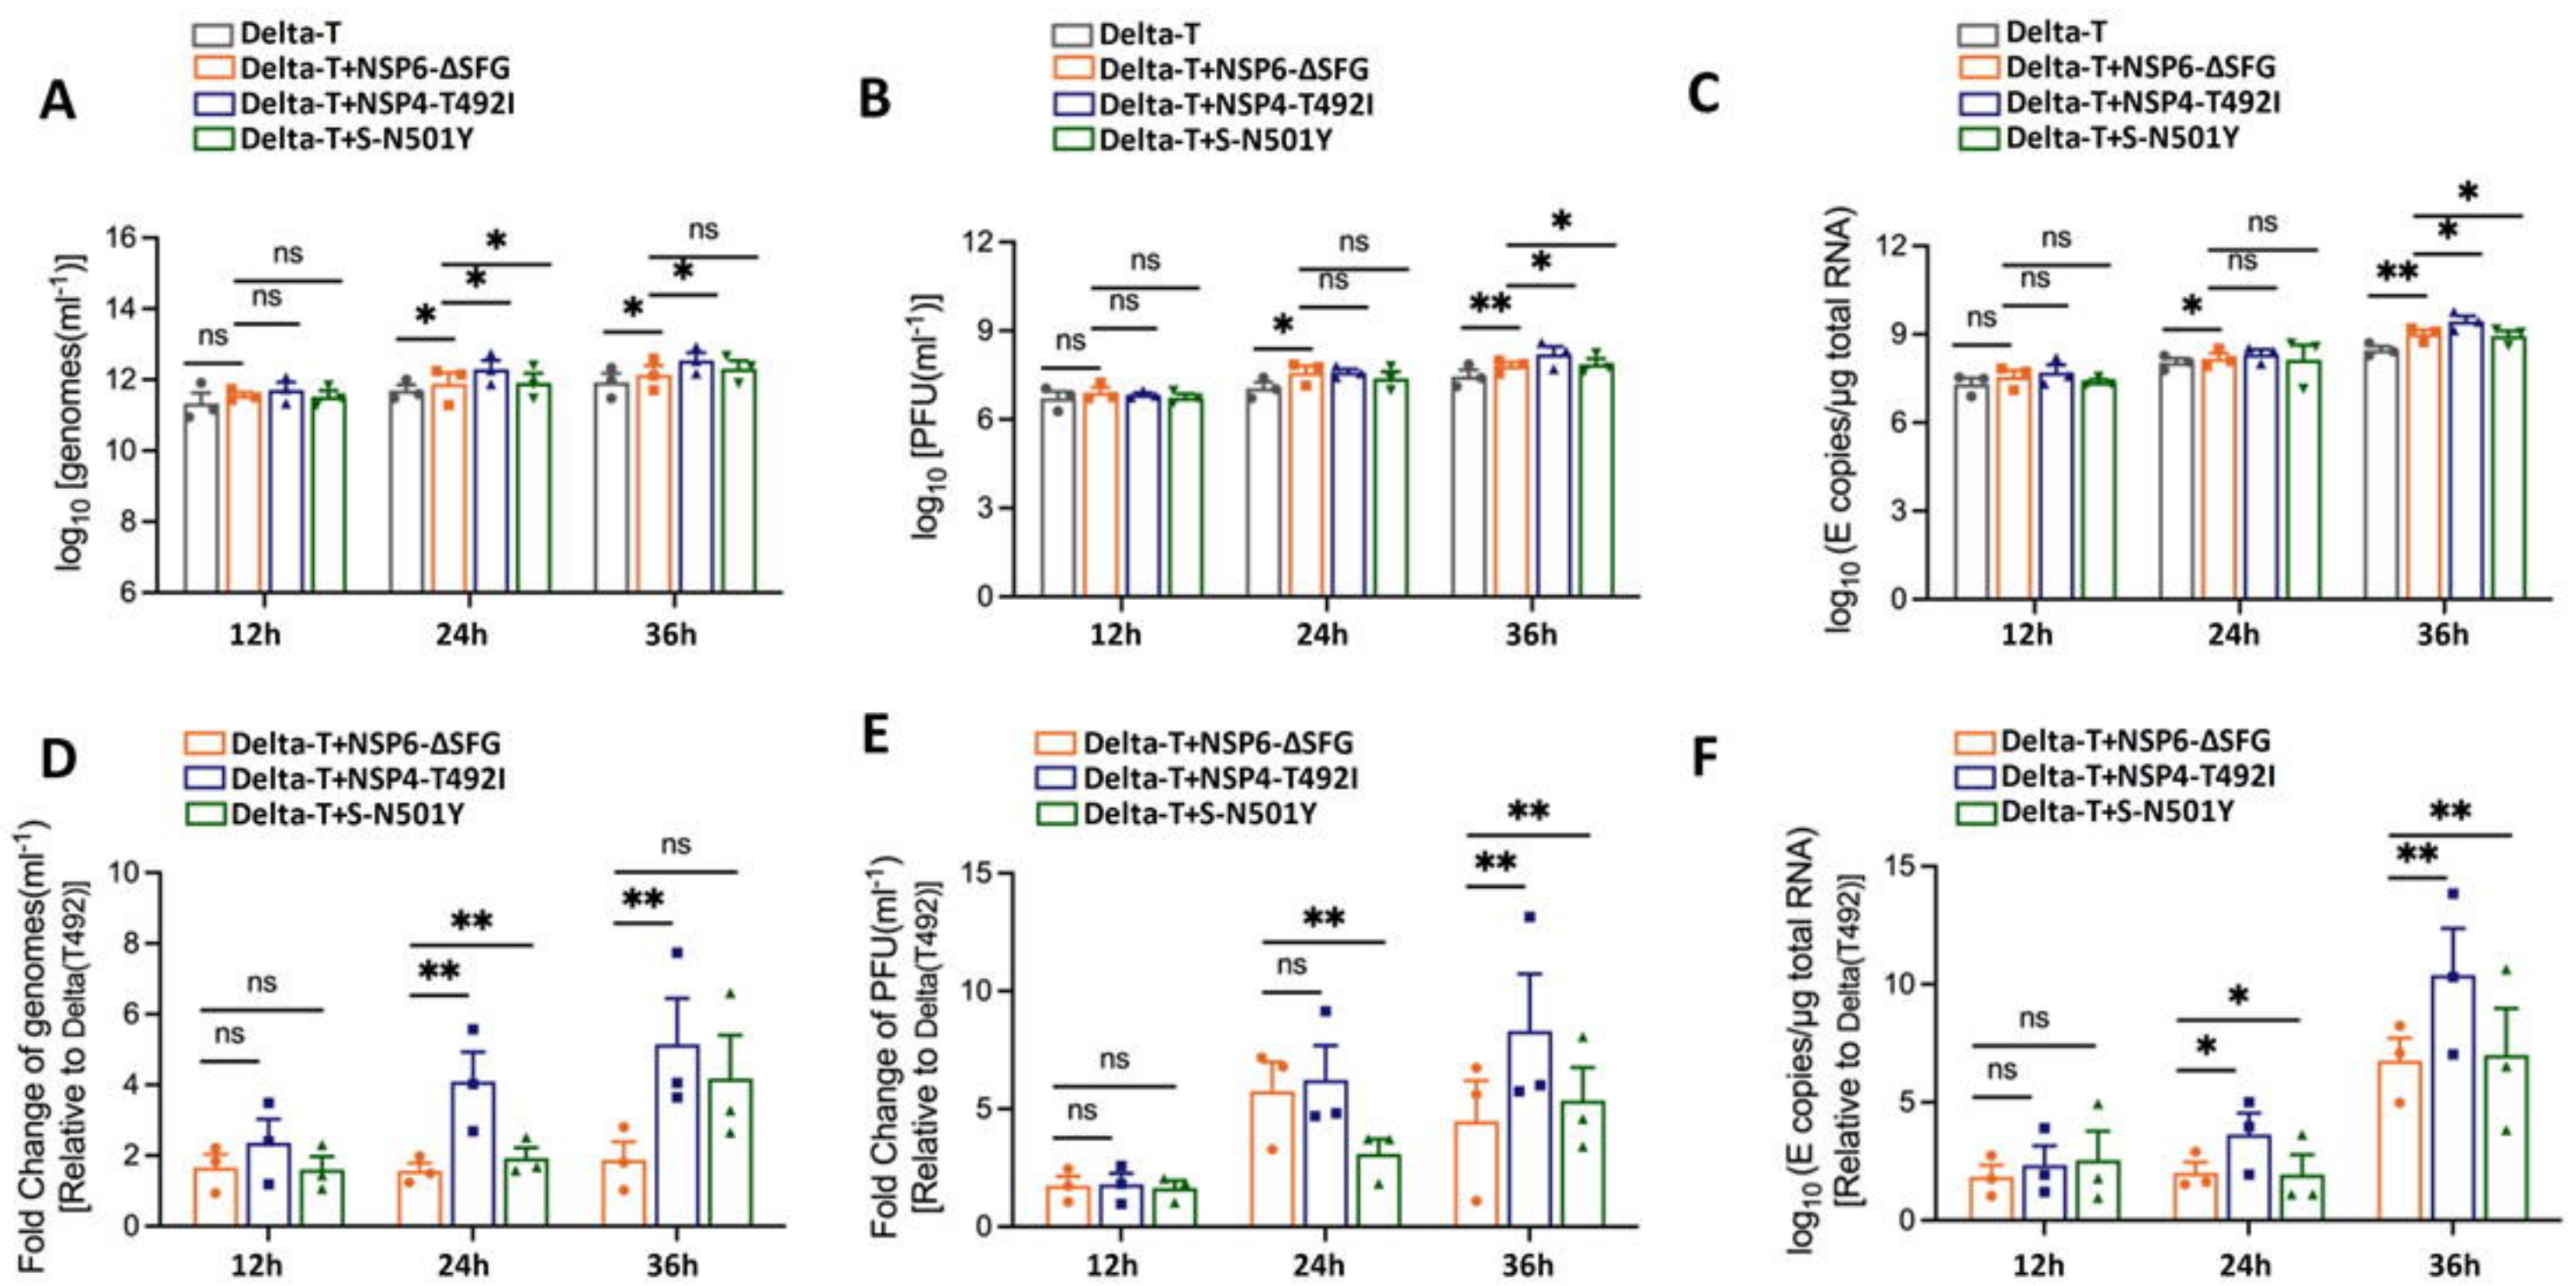 A
Delta-T
Delta-T+NSP6-ΔSFG
Delta-T+NSP4-T492I
Delta-T+S-N501Y
log10 [genomes(ml-1)]
16
14
12
10
8
6
ns
ns
ns
*
*
*
*
*
ns
12h
24h
36h
B
Delta-T
Delta-T+NSP6-ΔSFG
Delta-T+NSP4-T492I
Delta-T+S-N501Y
log10 [PFU(ml-1)]
12
9
6
3
0
ns
ns
ns
*
ns
ns
**
*
*
12h
24h
36h
C
Delta-T
Delta-T+NSP6-ΔSFG
Delta-T+NSP4-T492I
Delta-T+S-N501Y
log10 (E copies/μg total RNA)
12
9
6
3
0
ns
ns
ns
*
ns
ns
**
*
*
12h
24h
36h
D
Delta-T+NSP6-ΔSFG
Delta-T+NSP4-T492I
Delta-T+S-N501Y
Fold Change of genomes(ml-1)
[Relative to Delta(T492)]
10
8
6
4
2
0
ns
ns
**
**
**
ns
12h
24h
36h
E
Delta-T+NSP6-ΔSFG
Delta-T+NSP4-T492I
Delta-T+S-N501Y
Fold Change of PFU(ml-1)
[Relative to Delta(T492)]
15
10
5
0
ns
ns
ns
**
**
**
12h
24h
36h
F
Delta-T+NSP6-ΔSFG
Delta-T+NSP4-T492I
Delta-T+S-N501Y
log10 (E copies/μg total RNA)
[Relative to Delta(T492)]
15
10
5
0
ns
ns
*
*
**
**
12h
24h
36h